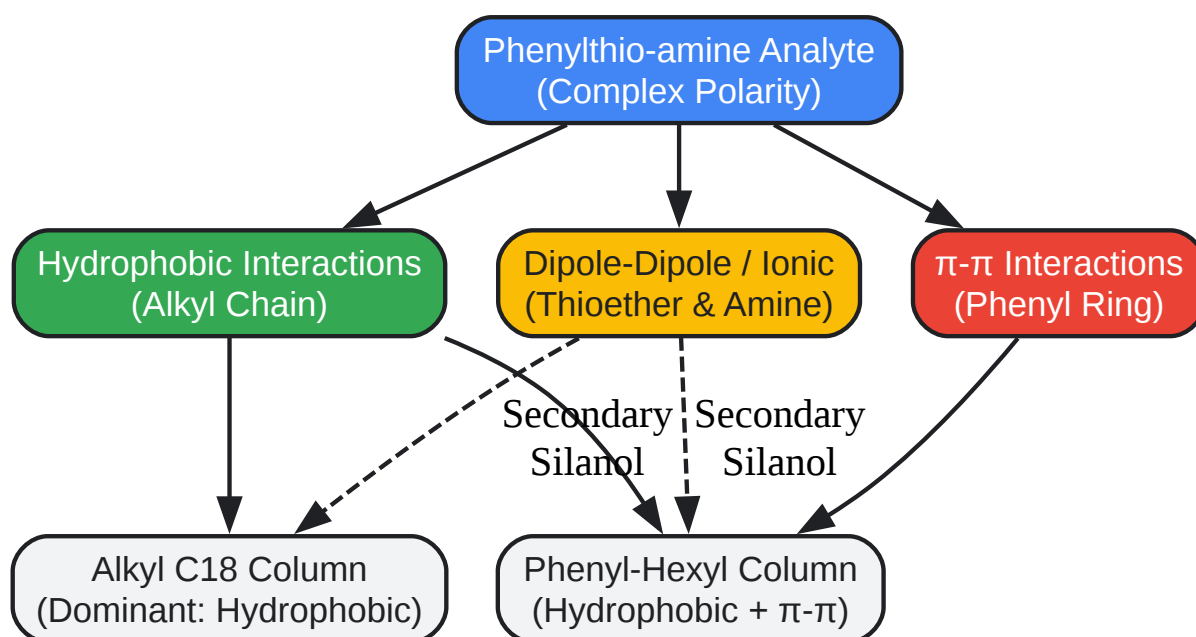 Phenylthio-amine Analyte
(Complex Polarity)
Hydrophobic Interactions
(Alkyl Chain)
Dipole-Dipole / Ionic
(Thioether & Amine)
π-π Interactions
(Phenyl Ring)
Secondary
Silanol
Secondary
Silanol
Alkyl C18 Column
(Dominant: Hydrophobic)
Phenyl-Hexyl Column
(Hydrophobic + π-π)